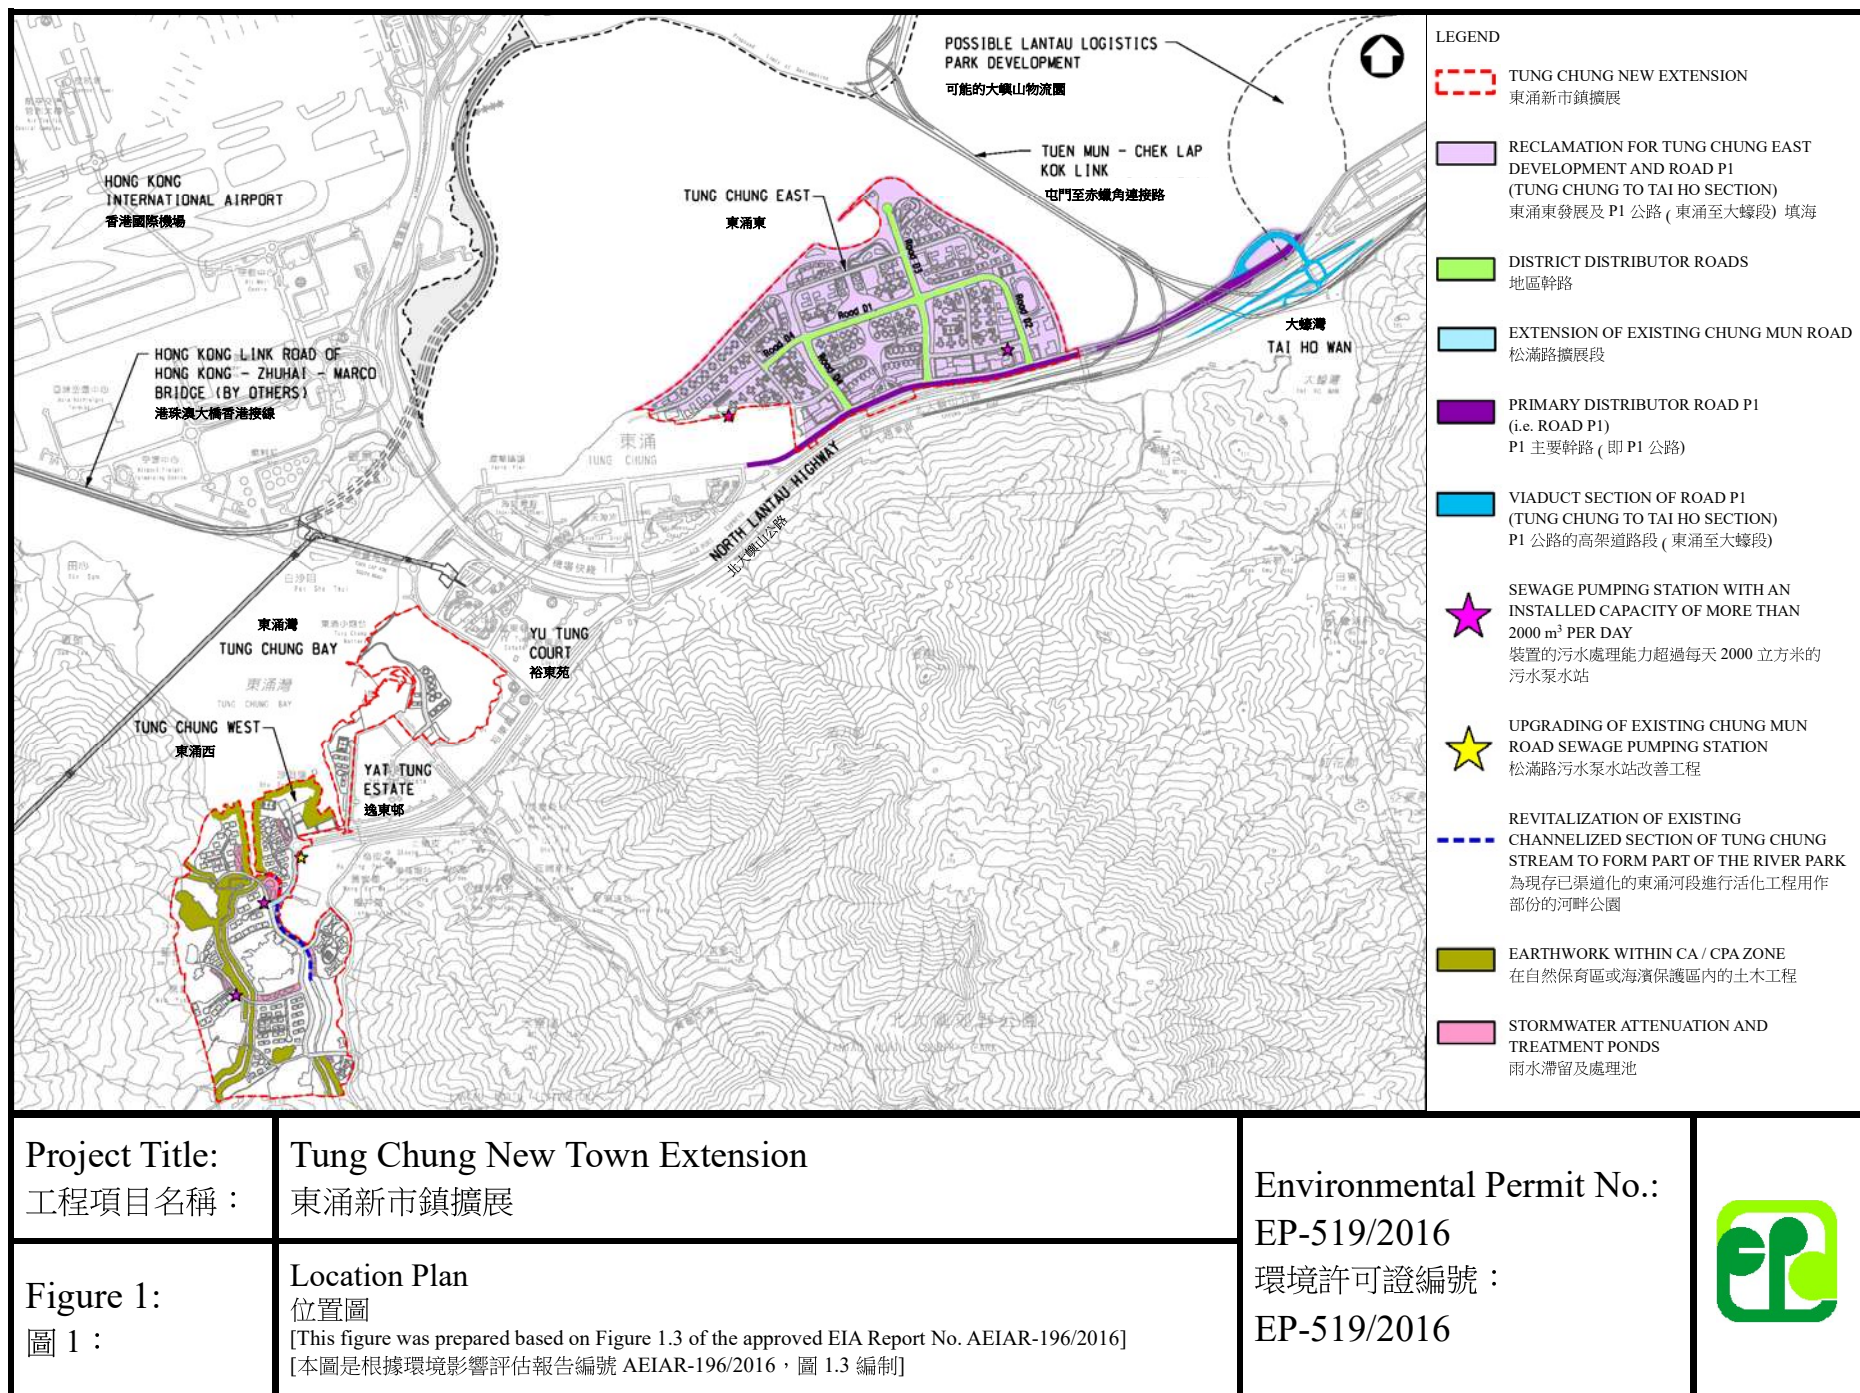 POSSIBLE LANTAU LOGISTICS
PARK DEVELOPMENT
可能的大嶼山物流園
TUEN MUN - CHEK LAP
KOK LINK
屯門至赤鱲角連接路
HONG KONG
INTERNATIONAL AIRPORT
香港國際機場
TUNG CHUNG EAST
東涌東
Road D3
Road D1
Road D2
Road D4
Road D4
大蠔灣
TAI HO WAN
HONG KONG LINK ROAD OF
HONG KONG - ZHUHAI - MARCO
BRIDGE (BY OTHERS)
港珠澳大橋香港接線
東涌
TUNG CHUNG
NORTH LANTAU HIGHWAY
北大嶼山公路
東涌灣
TUNG CHUNG BAY
東涌灣
TUNG CHUNG BAY
YU TUNG
COURT
裕東苑
TUNG CHUNG WEST
東涌西
YAT TUNG
ESTATE
逸東邨
LEGEND
TUNG CHUNG NEW EXTENSION
東涌新市鎮擴展
RECLAMATION FOR TUNG CHUNG EAST
DEVELOPMENT AND ROAD P1
(TUNG CHUNG TO TAI HO SECTION)
東涌東發展及 P1 公路 ( 東涌至大蠔段) 填海
DISTRICT DISTRIBUTOR ROADS
地區幹路
EXTENSION OF EXISTING CHUNG MUN ROAD
松滿路擴展段
PRIMARY DISTRIBUTOR ROAD P1
(i.e. ROAD P1)
P1 主要幹路 ( 即 P1 公路)
VIADUCT SECTION OF ROAD P1
(TUNG CHUNG TO TAI HO SECTION)
P1 公路的高架道路段 ( 東涌至大蠔段)
SEWAGE PUMPING STATION WITH AN
INSTALLED CAPACITY OF MORE THAN
2000 m³ PER DAY
裝置的污水處理能力超過每天 2000 立方米的
污水泵水站
UPGRADING OF EXISTING CHUNG MUN
ROAD SEWAGE PUMPING STATION
松滿路污水泵水站改善工程
REVITALIZATION OF EXISTING
CHANNELIZED SECTION OF TUNG CHUNG
STREAM TO FORM PART OF THE RIVER PARK
為現存已渠道化的東涌河段進行活化工程用作
部份的河畔公園
EARTHWORK WITHIN CA / CPA ZONE
在自然保育區或海濱保護區內的土木工程
STORMWATER ATTENUATION AND
TREATMENT PONDS
雨水滯留及處理池
Project Title:
工程項目名稱：
Tung Chung New Town Extension
東涌新市鎮擴展
Figure 1:
圖 1：
Location Plan
位置圖
[This figure was prepared based on Figure 1.3 of the approved EIA Report No. AEIAR-196/2016]
[本圖是根據環境影響評估報告編號 AEIAR-196/2016，圖 1.3 編制]
Environmental Permit No.:
EP-519/2016
環境許可證編號：
EP-519/2016